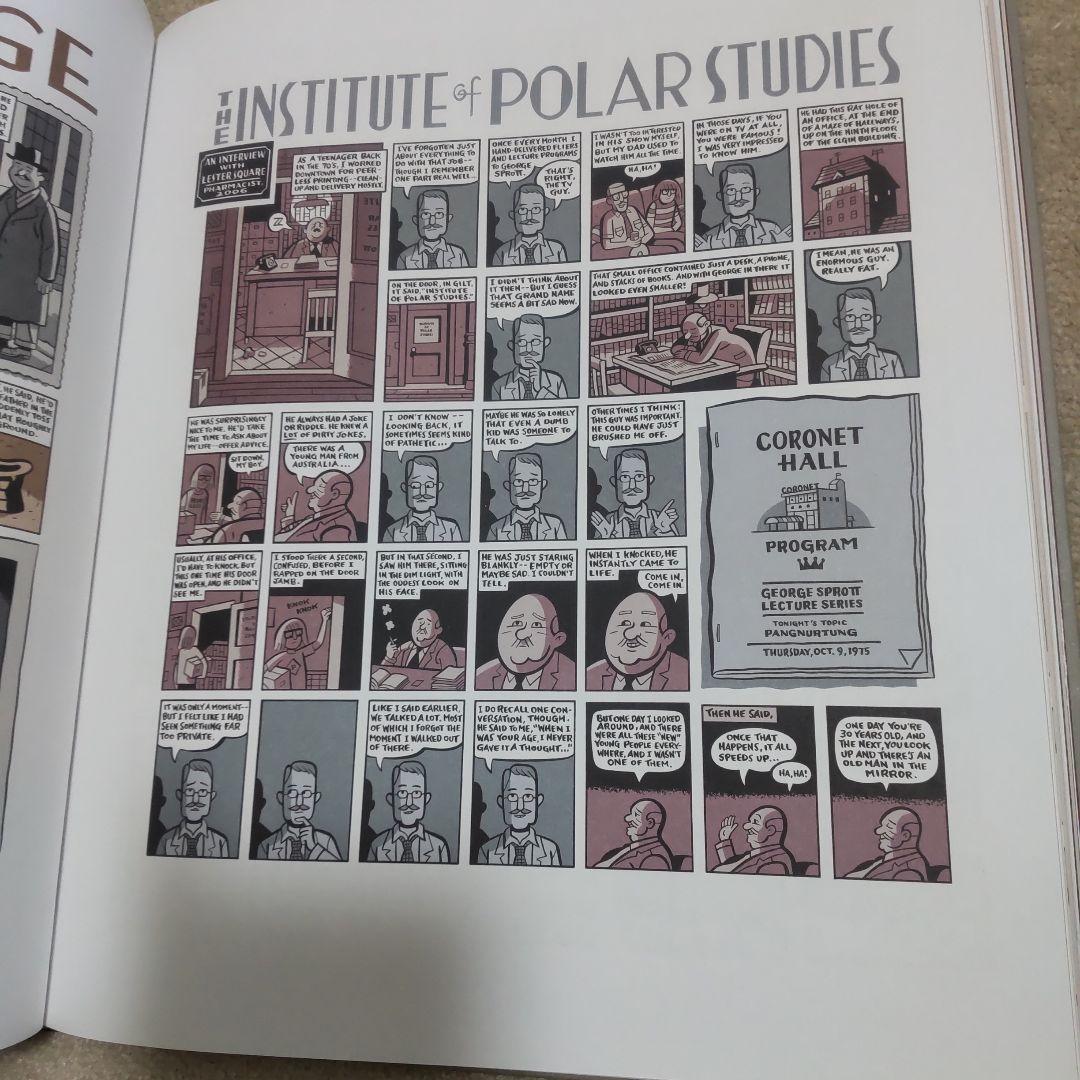 GE
THE INSTITUTE of POLAR STUDIES
AN INTERVIEW
WITH
LESTER SQUARE
PHARMACIST,
2006
AS A TEENAGER BACK
IN THE 70'S, I WORKED
DOWNTOWN FOR PEER-
LESS PRINTING--CLEAN-
UP AND DELIVERY MOSTLY.
ZZ
I'VE FORGOTTEN JUST
ABOUT EVERYTHING TO
DO WITH THAT JOB--
THOUGH I REMEMBER
ONE PART REAL WELL...
ONCE EVERY MONTH I
HAND-DELIVERED FLIERS
AND LECTURE PROGRAMS
TO GEORGE
SPROTT.
THAT'S
RIGHT,
THE TV
GUY.
I WASN'T TOO INTERESTED
IN HIS SHOW MYSELF,
BUT MY DAD USED TO
WATCH HIM ALL THE TIME.
HA, HA!
IN THOSE DAYS, IF YOU
WERE ON TV AT ALL,
YOU WERE FAMOUS!
I WAS VERY IMPRESSED
TO KNOW HIM.
HE HAD THIS RAT HOLE OF
AN OFFICE, AT THE END
OF A MAZE OF HALLWAYS,
UP ON THE NINTH FLOOR
OF THE ELGIN BUILDING.
ON THE DOOR, IN GILT,
IT SAID, "INSTITUTE
OF POLAR STUDIES."
INSTITUTE
OF
POLAR
STUDIES
I DIDN'T THINK ABOUT
IT THEN--BUT I GUESS
THAT GRAND NAME
SEEMS A BIT SAD NOW.
THAT SMALL OFFICE CONTAINED JUST A DESK, A PHONE,
AND STACKS OF BOOKS. AND WITH GEORGE IN THERE IT
LOOKED EVEN SMALLER!
I MEAN, HE WAS AN
ENORMOUS GUY.
REALLY FAT.
HE WAS SURPRISINGLY
NICE TO ME. HE'D TAKE
THE TIME TO ASK ABOUT
MY LIFE--OFFER ADVICE.
SIT DOWN,
MY BOY.
HE ALWAYS HAD A JOKE
OR RIDDLE. HE KNEW A
LOT OF DIRTY JOKES.
THERE WAS A
YOUNG MAN FROM
AUSTRALIA...
I DON'T KNOW--
LOOKING BACK, IT
SOMETIMES SEEMS KIND
OF PATHETIC...
MAYBE HE WAS SO LONELY
THAT EVEN A DUMB
KID WAS SOMEONE TO
TALK TO.
OTHER TIMES I THINK:
THIS GUY WAS IMPORTANT.
HE COULD HAVE JUST
BRUSHED ME OFF.
CORONET
HALL
CORONET
PROGRAM
GEORGE SPROTT
LECTURE SERIES
TONIGHT'S TOPIC
PANGNURTUNG
THURSDAY, OCT. 9, 1975
USUALLY, AT HIS OFFICE,
I'D HAVE TO KNOCK. BUT
THIS ONE TIME HIS DOOR
WAS OPEN, AND HE DIDN'T
SEE ME.
I STOOD THERE A SECOND,
CONFUSED, BEFORE I
RAPPED ON THE DOOR
JAMB.
KNOK
KNOK
BUT IN THAT SECOND, I
SAW HIM THERE, SITTING
IN THE DIM LIGHT, WITH
THE ODDEST LOOK ON
HIS FACE.
HE WAS JUST STARING
BLANKLY--EMPTY OR
MAYBE SAD. I COULDN'T
TELL.
WHEN I KNOCKED, HE
INSTANTLY CAME TO
LIFE.
COME IN,
COME IN.
IT WAS ONLY A MOMENT--
BUT I FELT LIKE I HAD
SEEN SOMETHING FAR
TOO PRIVATE.
LIKE I SAID EARLIER,
WE TALKED A LOT. MOST
OF WHICH I FORGOT THE
MOMENT I WALKED OUT
OF THERE.
I DO RECALL ONE CON-
VERSATION, THOUGH.
HE SAID TO ME, "WHEN I
WAS YOUR AGE, I NEVER
GAVE IT A THOUGHT..."
BUT ONE DAY I LOOKED
AROUND, AND THERE
WERE ALL THESE "NEW"
YOUNG PEOPLE EVERY-
WHERE, AND I WASN'T
ONE OF THEM.
THEN HE SAID,
ONCE THAT
HAPPENS, IT ALL
SPEEDS UP...
HA, HA!
ONE DAY YOU'RE
30 YEARS OLD, AND
THE NEXT, YOU LOOK
UP AND THERE'S AN
OLD MAN IN THE
MIRROR.